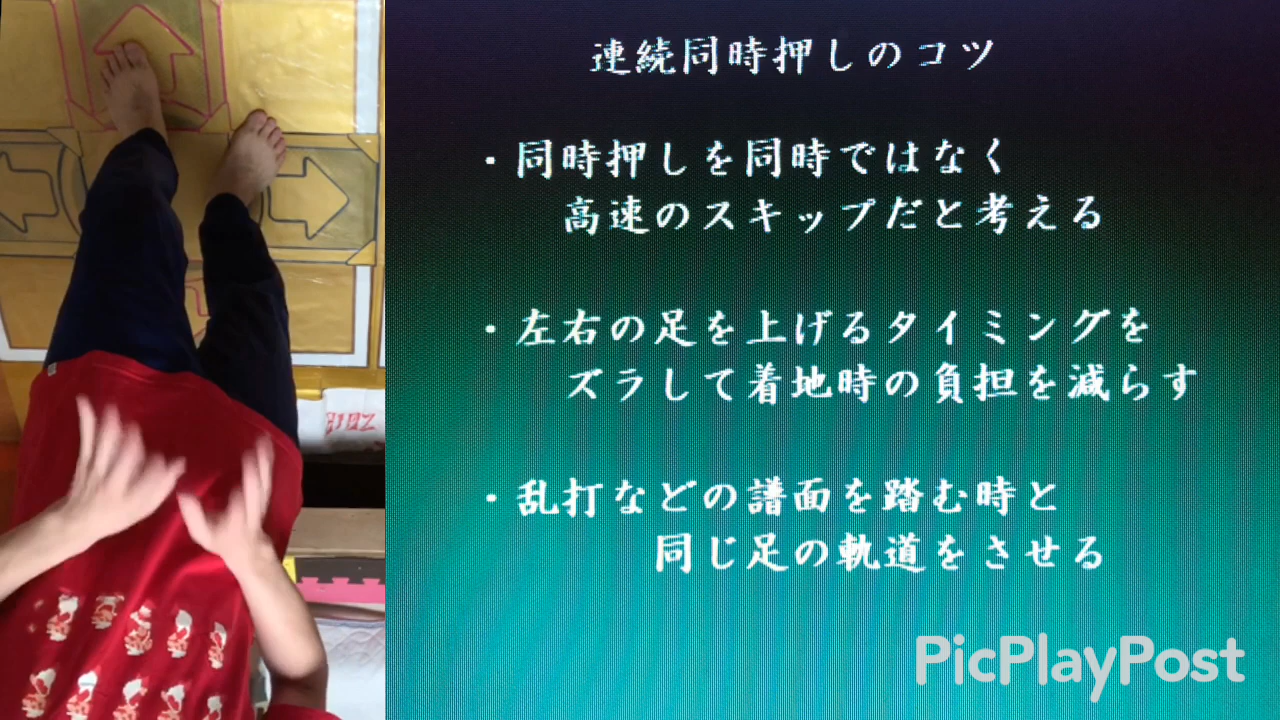 連続同時押しのコツ
・同時押しを同時ではなく
高速のスキップだと考える
・左右の足を上げるタイミングを
ズラして着地時の負担を減らす
・乱打などの譜面を踏む時と
同じ足の軌道をさせる
PicPlayPost